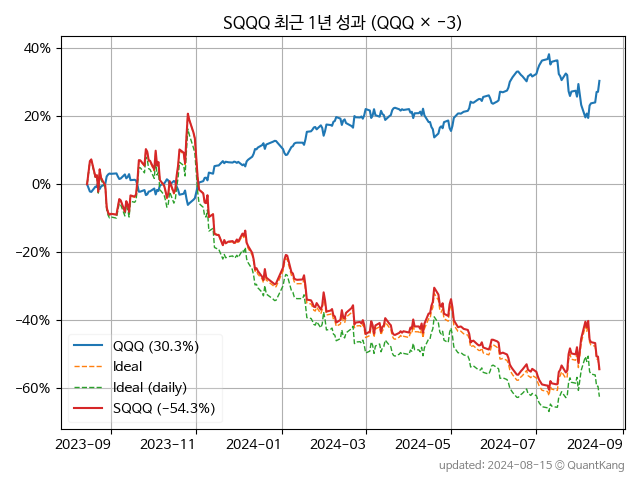 SQQQ 최근 1년 성과 (QQQ × −3)
40%
20%
0%
−20%
−40%
−60%
QQQ (30.3%)
Ideal
Ideal (daily)
SQQQ (−54.3%)
2023-09
2023-11
2024-01
2024-03
2024-05
2024-07
2024-09
updated: 2024-08-15 © QuantKang